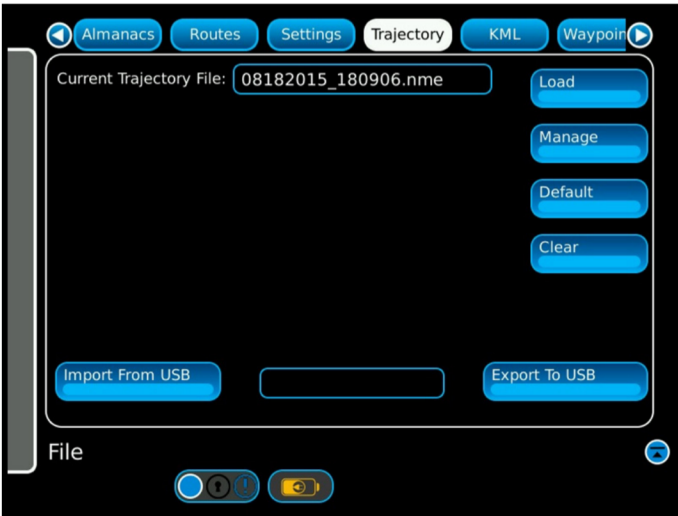 Almanacs Routes Settings Trajectory KML Waypoin
Current Trajectory File: 08182015_180906.nme
Load
Manage
Default
Clear
Import From USB Export To USB
File